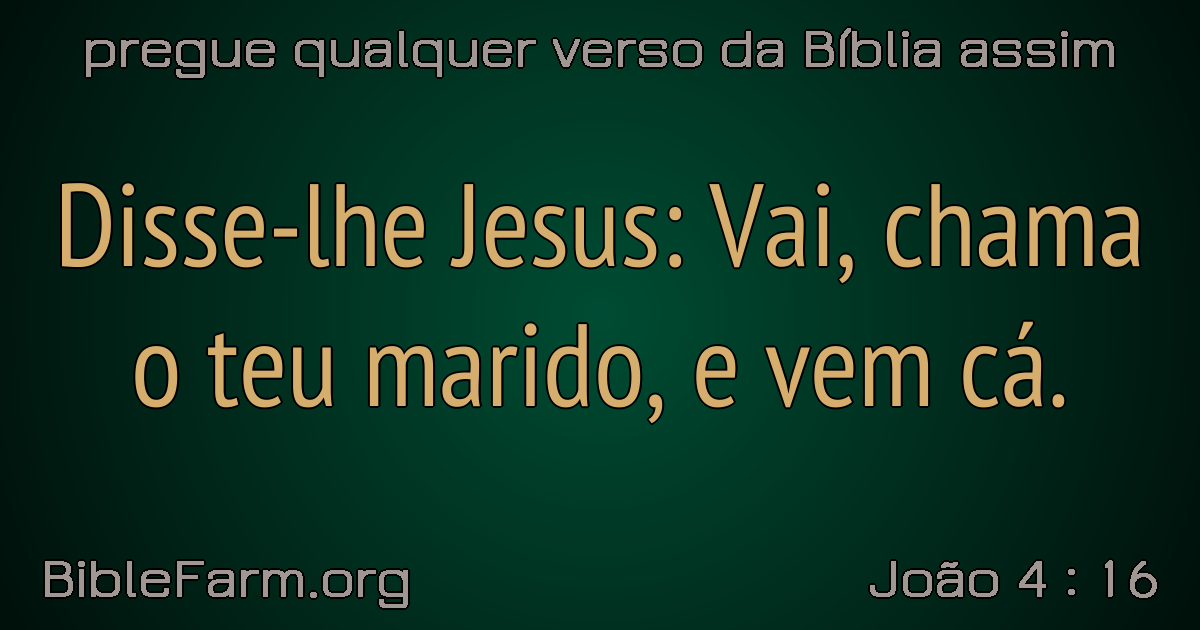 pregue qualquer verso da Bíblia assim
Disse-lhe Jesus: Vai, chama
o teu marido, e vem cá.
BibleFarm.org
João 4 : 16